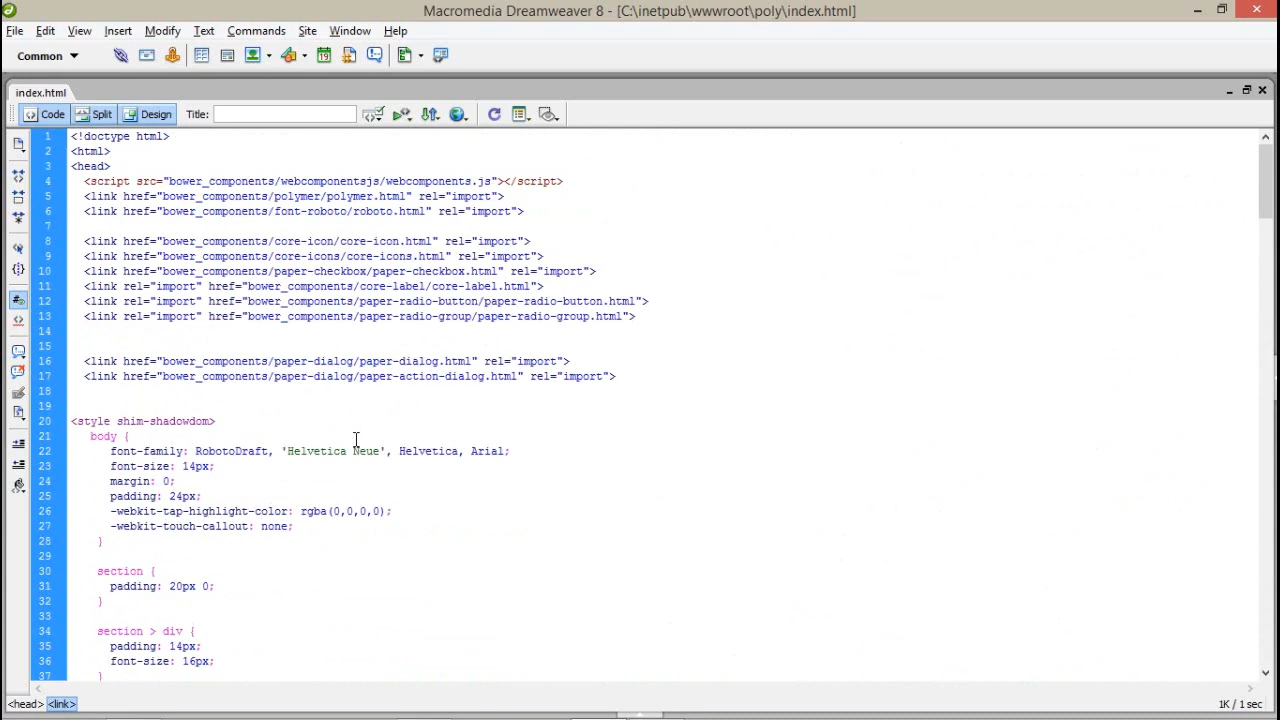 Macromedia Dreamweaver 8 - [C:\inetpub\wwwroot\poly\index.html]
File Edit View Insert Modify Text Commands Site Window Help
Common
19
index.html
Code Split Design Title:
1 <!doctype html>
2 <html>
3 <head>
4 <script src="bower_components/webcomponentsjs/webcomponents.js"></script>
5 <link href="bower_components/polymer/polymer.html" rel="import">
6 <link href="bower_components/font-roboto/roboto.html" rel="import">
7
8 <link href="bower_components/core-icon/core-icon.html" rel="import">
9 <link href="bower_components/core-icons/core-icons.html" rel="import">
10 <link href="bower_components/paper-checkbox/paper-checkbox.html" rel="import">
11 <link rel="import" href="bower_components/core-label/core-label.html">
12 <link rel="import" href="bower_components/paper-radio-button/paper-radio-button.html">
13 <link rel="import" href="bower_components/paper-radio-group/paper-radio-group.html">
14
15
16 <link href="bower_components/paper-dialog/paper-dialog.html" rel="import">
17 <link href="bower_components/paper-dialog/paper-action-dialog.html" rel="import">
18
19
20 <style shim-shadowdom>
21 body {
22 font-family: RobotoDraft, 'Helvetica Neue', Helvetica, Arial;
23 font-size: 14px;
24 margin: 0;
25 padding: 24px;
26 -webkit-tap-highlight-color: rgba(0,0,0,0);
27 -webkit-touch-callout: none;
28 }
29
30 section {
31 padding: 20px 0;
32 }
33
34 section > div {
35 padding: 14px;
36 font-size: 16px;
37 }
<head> <link> 1K / 1 sec